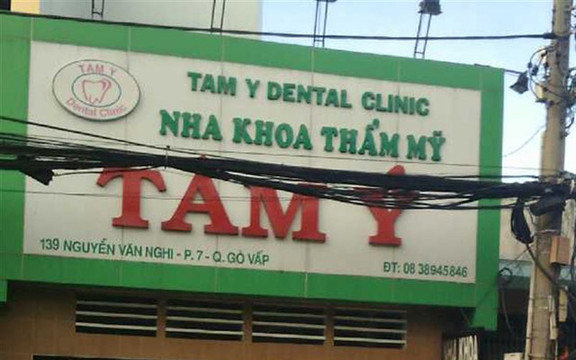 TAM Y
Dental Clinic
TAM Y DENTAL CLINIC
NHA KHOA THẨM MỸ
TÂM Ý
139 NGUYỄN VĂN NGHI - P. 7 - Q. GÒ VẤP
ĐT: 08 38945846